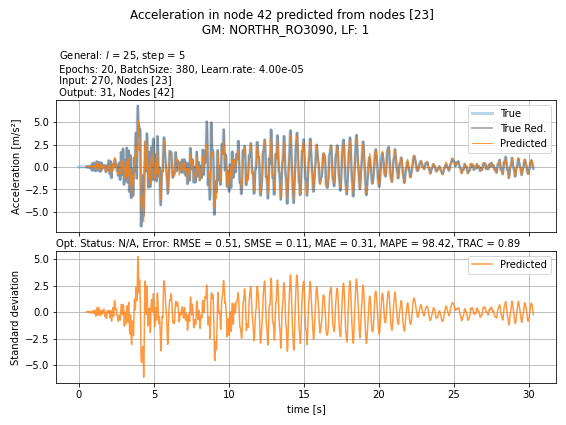 Acceleration in node 42 predicted from nodes [23]
GM: NORTHR_RO3090, LF: 1
General: l = 25, step = 5
Epochs: 20, BatchSize: 380, Learn.rate: 4.00e-05
Input: 270, Nodes [23]
Output: 31, Nodes [42]
Acceleration [m/s²]
5.0
2.5
0.0
−2.5
−5.0
True
True Red.
Predicted
Opt. Status: N/A, Error: RMSE = 0.51, SMSE = 0.11, MAE = 0.31, MAPE = 98.42, TRAC = 0.89
Standard deviation
5.0
2.5
0.0
−2.5
−5.0
Predicted
0 5 10 15 20 25 30
time [s]